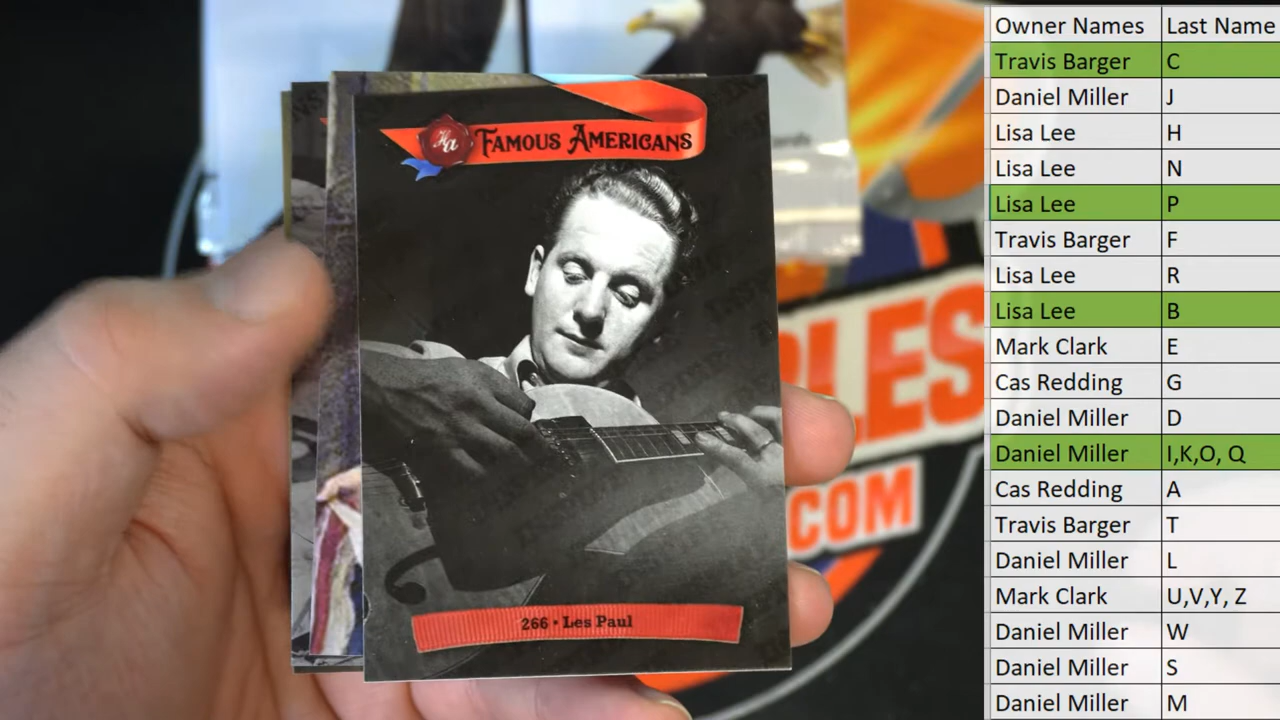 Ha
FAMOUS AMERICANS
266 • Les Paul
LES
.COM
Owner Names Last Name
Travis Barger C
Daniel Miller J
Lisa Lee H
Lisa Lee N
Lisa Lee P
Travis Barger F
Lisa Lee R
Lisa Lee B
Mark Clark E
Cas Redding G
Daniel Miller D
Daniel Miller I,K,O, Q
Cas Redding A
Travis Barger T
Daniel Miller L
Mark Clark U,V,Y, Z
Daniel Miller W
Daniel Miller S
Daniel Miller M